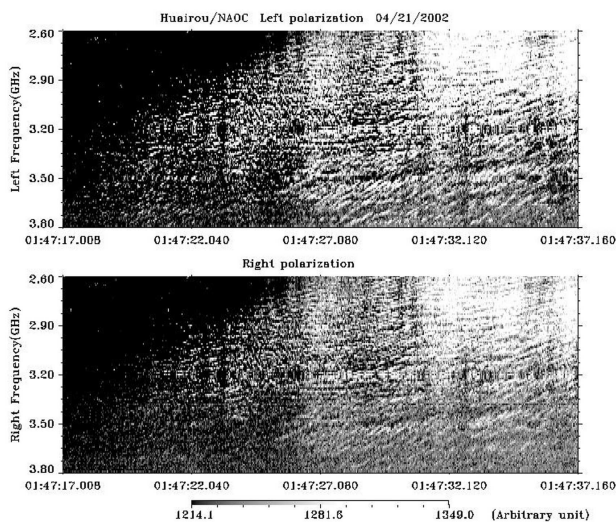 Huairou/NAOC Left polarization 04/21/2002
Left Frequency(GHz)
2.60
2.90
3.20
3.50
3.80
01:47:17.008 01:47:22.040 01:47:27.080 01:47:32.120 01:47:37.160
Right polarization
Right Frequency(GHz)
2.60
2.90
3.20
3.50
3.80
01:47:17.008 01:47:22.040 01:47:27.080 01:47:32.120 01:47:37.160
1214.1 1281.6 1349.0 (Arbitrary unit)